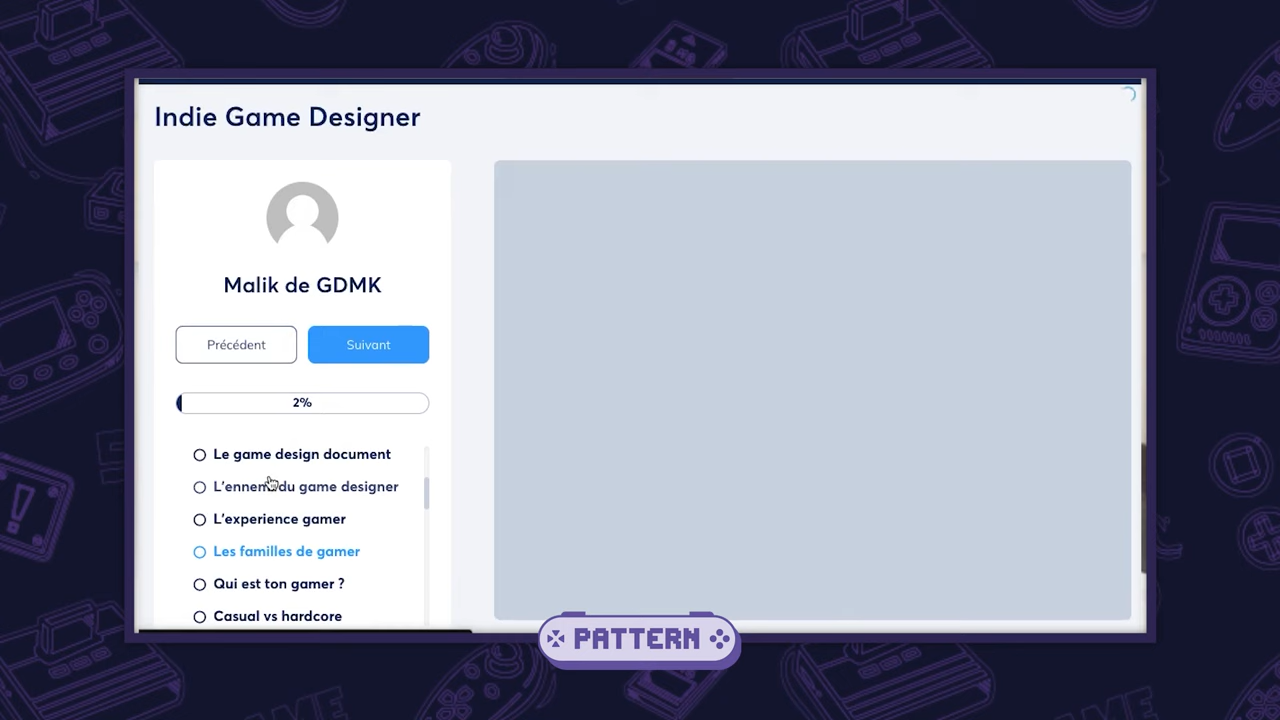 Indie Game Designer
Malik de GDMK
Précédent
Suivant
2%
Le game design document
L'ennemi du game designer
L'experience gamer
Les familles de gamer
Qui est ton gamer ?
Casual vs hardcore
PATTERN